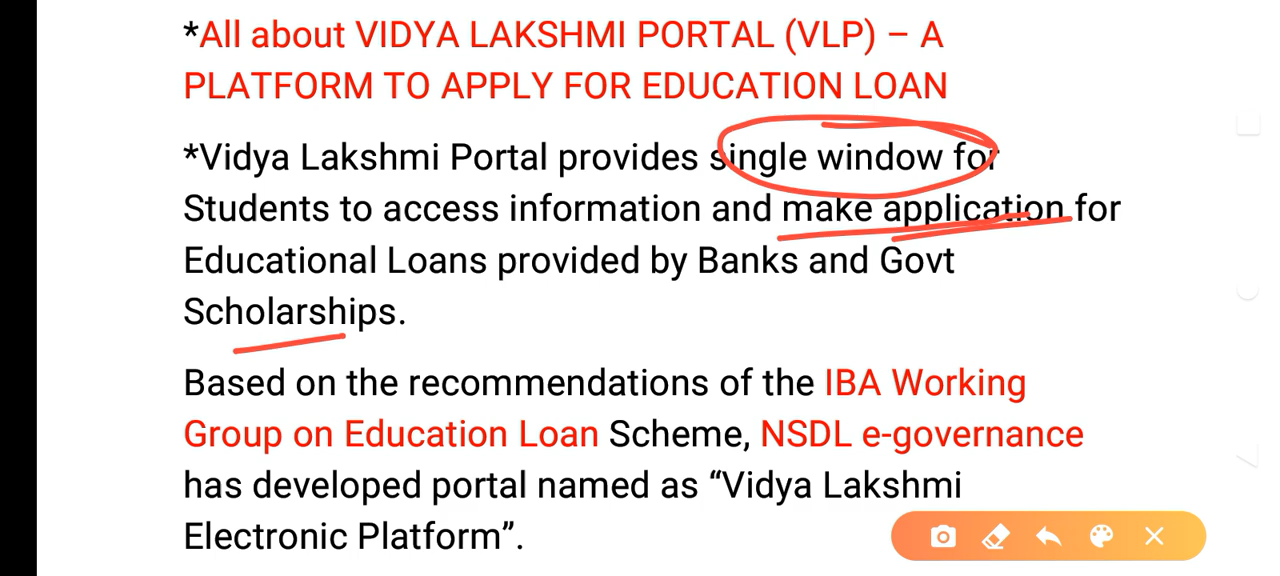 *All about VIDYA LAKSHMI PORTAL (VLP) – A
PLATFORM TO APPLY FOR EDUCATION LOAN
*Vidya Lakshmi Portal provides single window for
Students to access information and make application for
Educational Loans provided by Banks and Govt
Scholarships.
Based on the recommendations of the IBA Working
Group on Education Loan Scheme, NSDL e-governance
has developed portal named as “Vidya Lakshmi
Electronic Platform”.